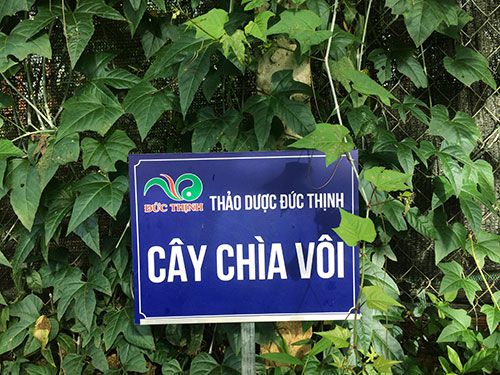 ĐỨC THỊNH
THẢO DƯỢC ĐỨC THỊNH
CÂY CHÌA VÔI